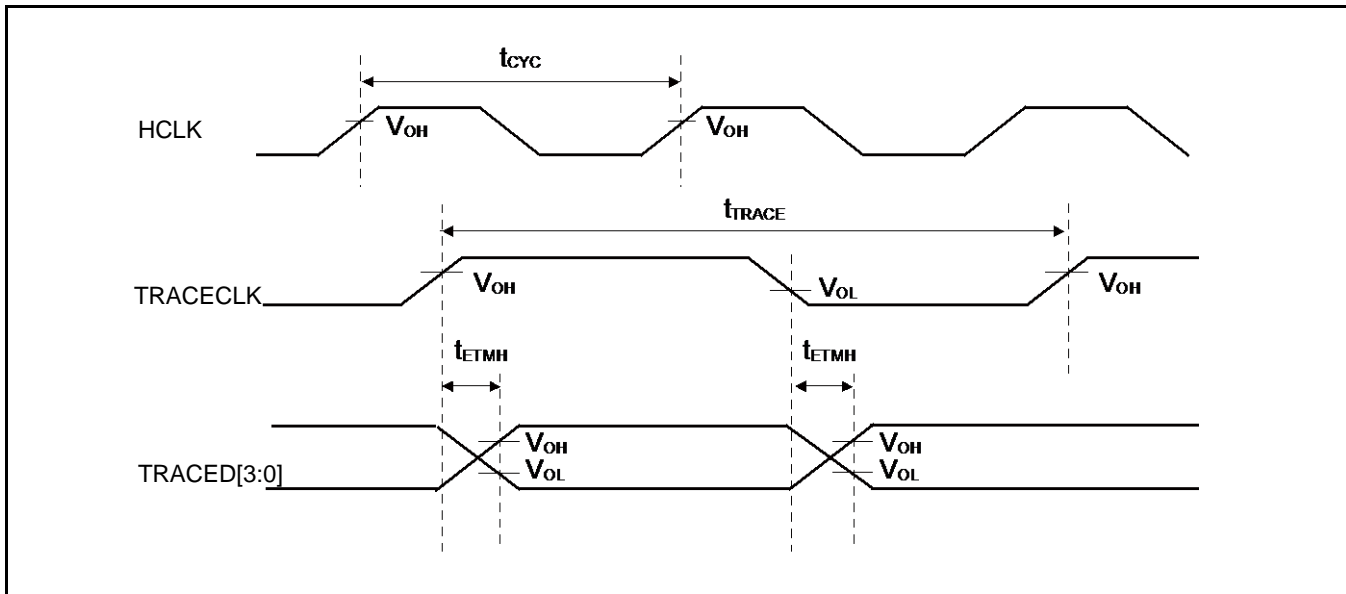 tCYC
HCLK
VOH
VOH
tTRACE
TRACECLK
VOH
VOL
VOH
tETMH
tETMH
TRACED[3:0]
VOH
VOL
VOH
VOL